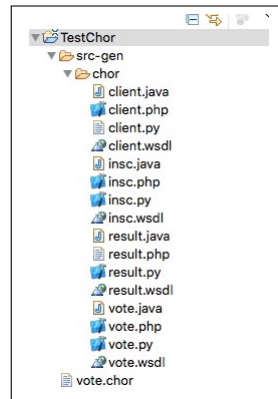 TestChor
src-gen
chor
client.java
client.php
client.py
client.wsdl
insc.java
insc.php
insc.py
insc.wsdl
result.java
result.php
result.py
result.wsdl
vote.java
vote.php
vote.py
vote.wsdl
vote.chor